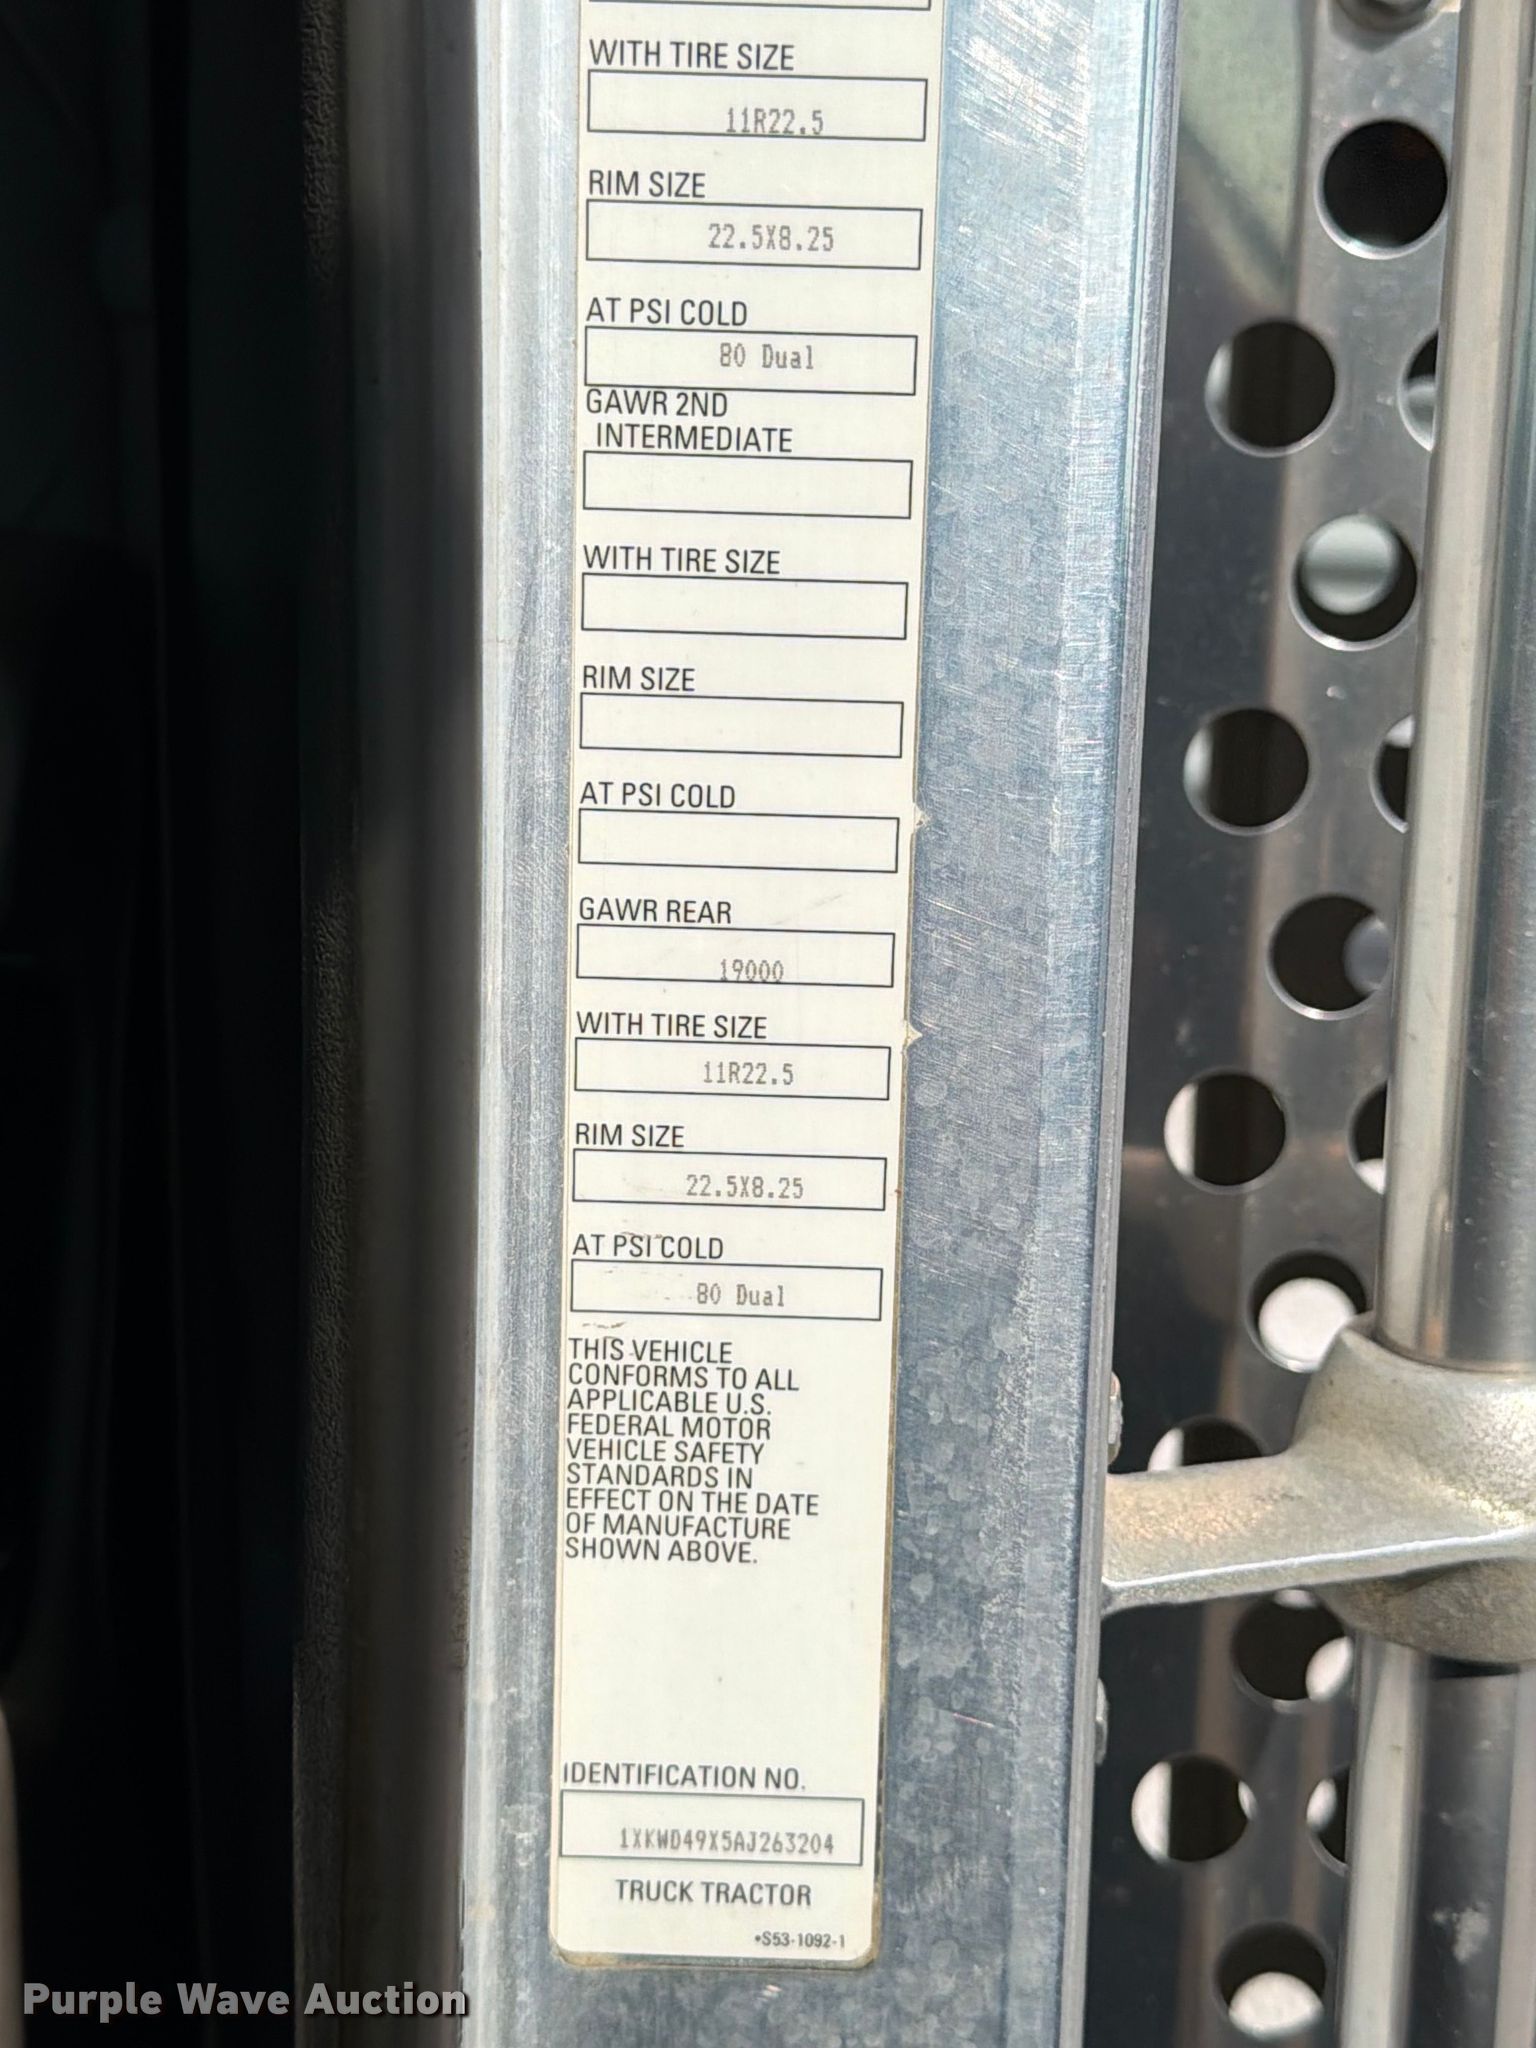 WITH TIRE SIZE
11R22.5
RIM SIZE
22.5X8.25
AT PSI COLD
80 Dual
GAWR 2ND
INTERMEDIATE
WITH TIRE SIZE
RIM SIZE
AT PSI COLD
GAWR REAR
19000
WITH TIRE SIZE
11R22.5
RIM SIZE
22.5X8.25
AT PSI COLD
80 Dual
THIS VEHICLE
CONFORMS TO ALL
APPLICABLE U.S.
FEDERAL MOTOR
VEHICLE SAFETY
STANDARDS IN
EFFECT ON THE DATE
OF MANUFACTURE
SHOWN ABOVE.
IDENTIFICATION NO.
1XKWD49X5AJ263204
TRUCK TRACTOR
•S53-1092-1
Purple Wave Auction